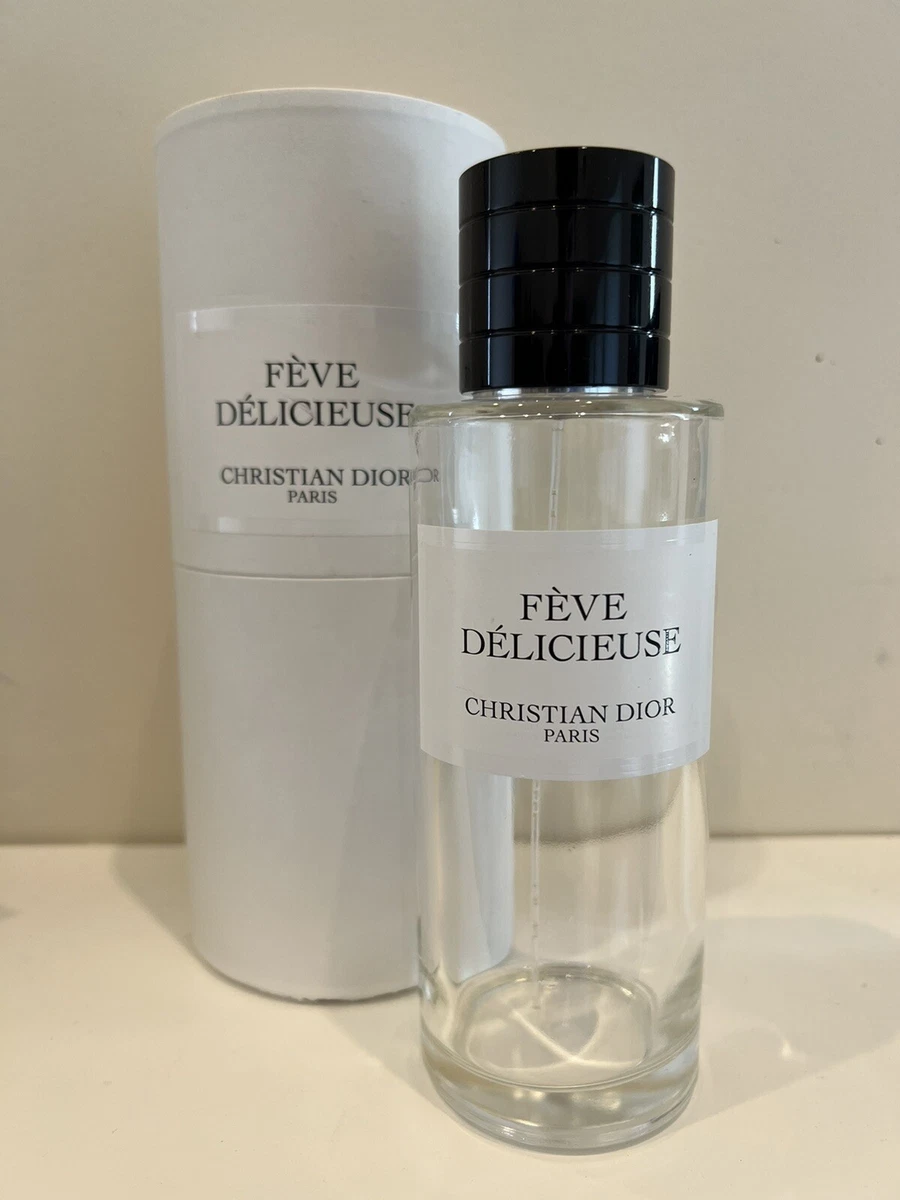 FÈVE
DÉLICIEUSE
CHRISTIAN DIOR
PARIS
FÈVE
DÉLICIEUSE
CHRISTIAN DIOR
PARIS